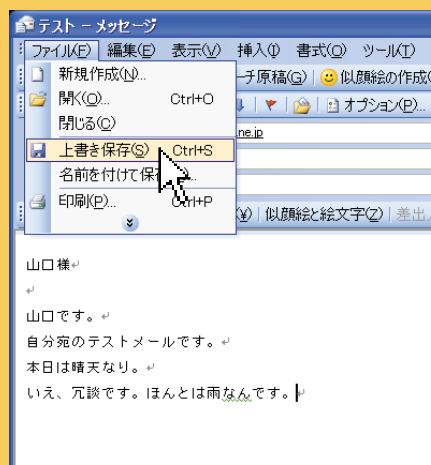 テスト − メッセージ
ファイル(F) 編集(E) 表示(V) 挿入(I) 書式(O) ツール(T)
新規作成(N)...
ーチ原稿(G) 似顔絵の作成(
開く(O)... Ctrl+O
オプション(P)...
閉じる(C)
ne.jp
上書き保存(S) Ctrl+S
名前を付けて保
印刷(P)... Ctrl+P
(¥) 似顔絵と絵文字(Z) 差出
山口様
山口です。
自分宛のテストメールです。
本日は晴天なり。
いえ、冗談です。ほんとは雨なんです。